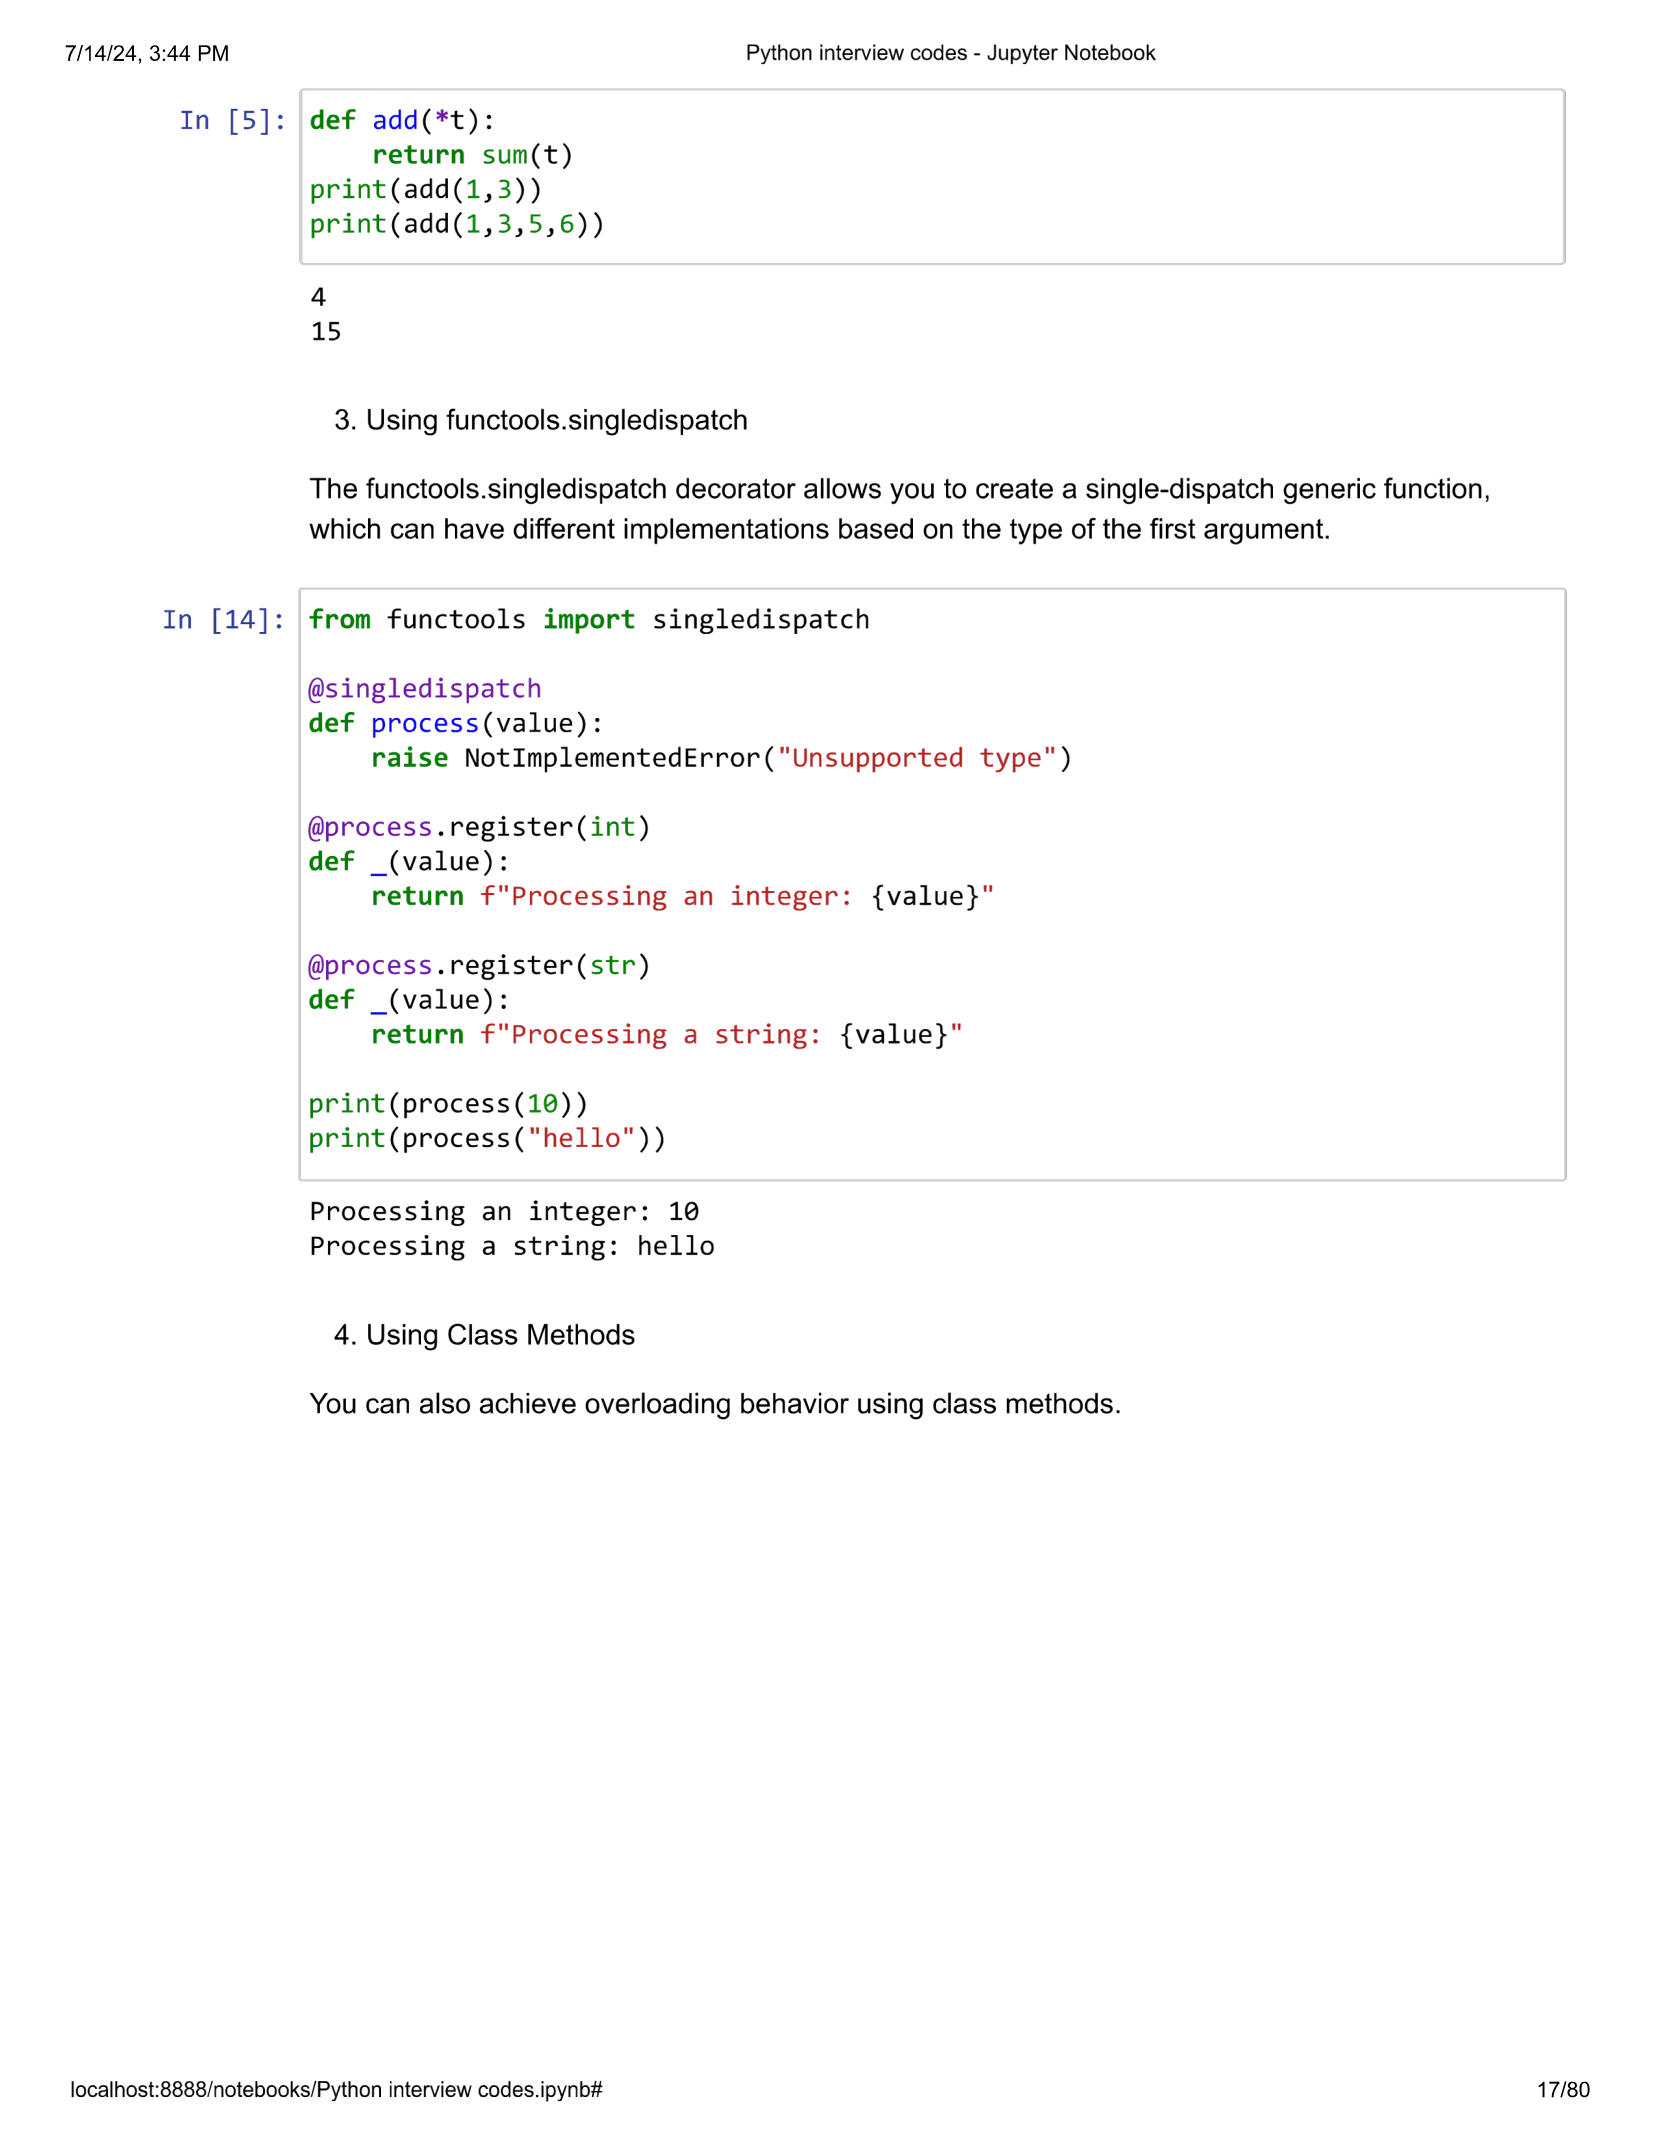 7/14/24, 3:44 PM
Python interview codes - Jupyter Notebook
In [5]:
def add(*t):
    return sum(t)
print(add(1,3))
print(add(1,3,5,6))
4
15
3. Using functools.singledispatch
The functools.singledispatch decorator allows you to create a single-dispatch generic function,
which can have different implementations based on the type of the first argument.
In [14]:
from functools import singledispatch
@singledispatch
def process(value):
    raise NotImplementedError("Unsupported type")
@process.register(int)
def _(value):
    return f"Processing an integer: {value}"
@process.register(str)
def _(value):
    return f"Processing a string: {value}"
print(process(10))
print(process("hello"))
Processing an integer: 10
Processing a string: hello
4. Using Class Methods
You can also achieve overloading behavior using class methods.
localhost:8888/notebooks/Python interview codes.ipynb#
17/80